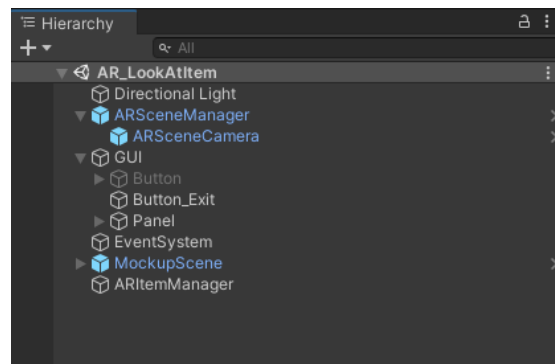 Hierarchy
All
AR_LookAtItem
Directional Light
ARSceneManager
ARSceneCamera
GUI
Button
Button_Exit
Panel
EventSystem
MockupScene
ARItemManager